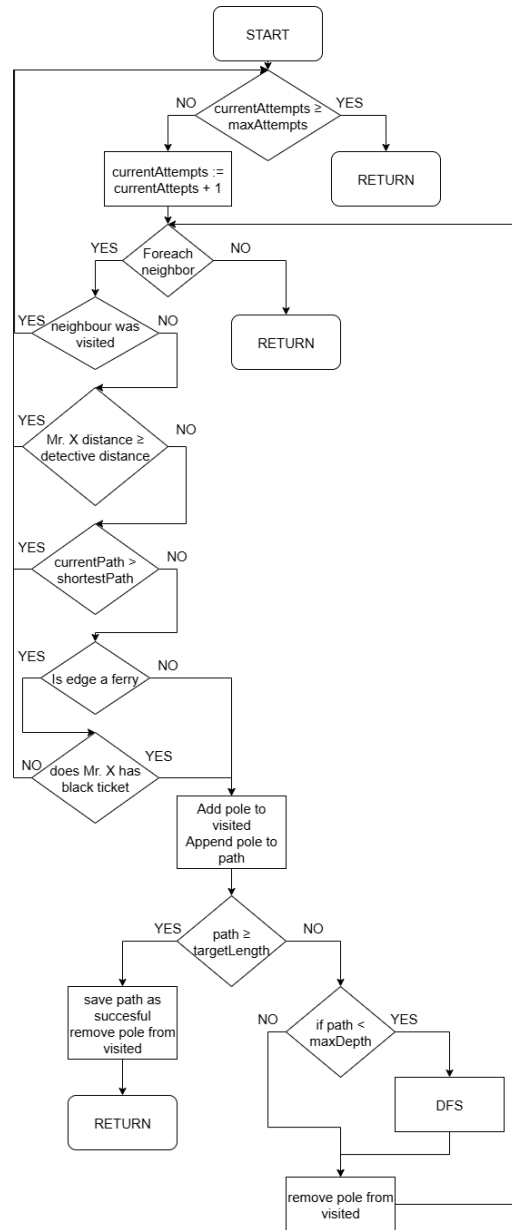 START
currentAttempts ≥
maxAttempts
NO
YES
currentAttempts :=
currentAttepts + 1
RETURN
Foreach
neighbor
YES
NO
neighbour was
visited
YES
NO
RETURN
Mr. X distance ≥
detective distance
YES
NO
currentPath >
shortestPath
YES
NO
Is edge a ferry
YES
NO
does Mr. X has
black ticket
NO
YES
Add pole to
visited
Append pole to
path
path ≥
targetLength
YES
NO
save path as
succesful
remove pole from
visited
if path <
maxDepth
NO
YES
RETURN
DFS
remove pole from
visited